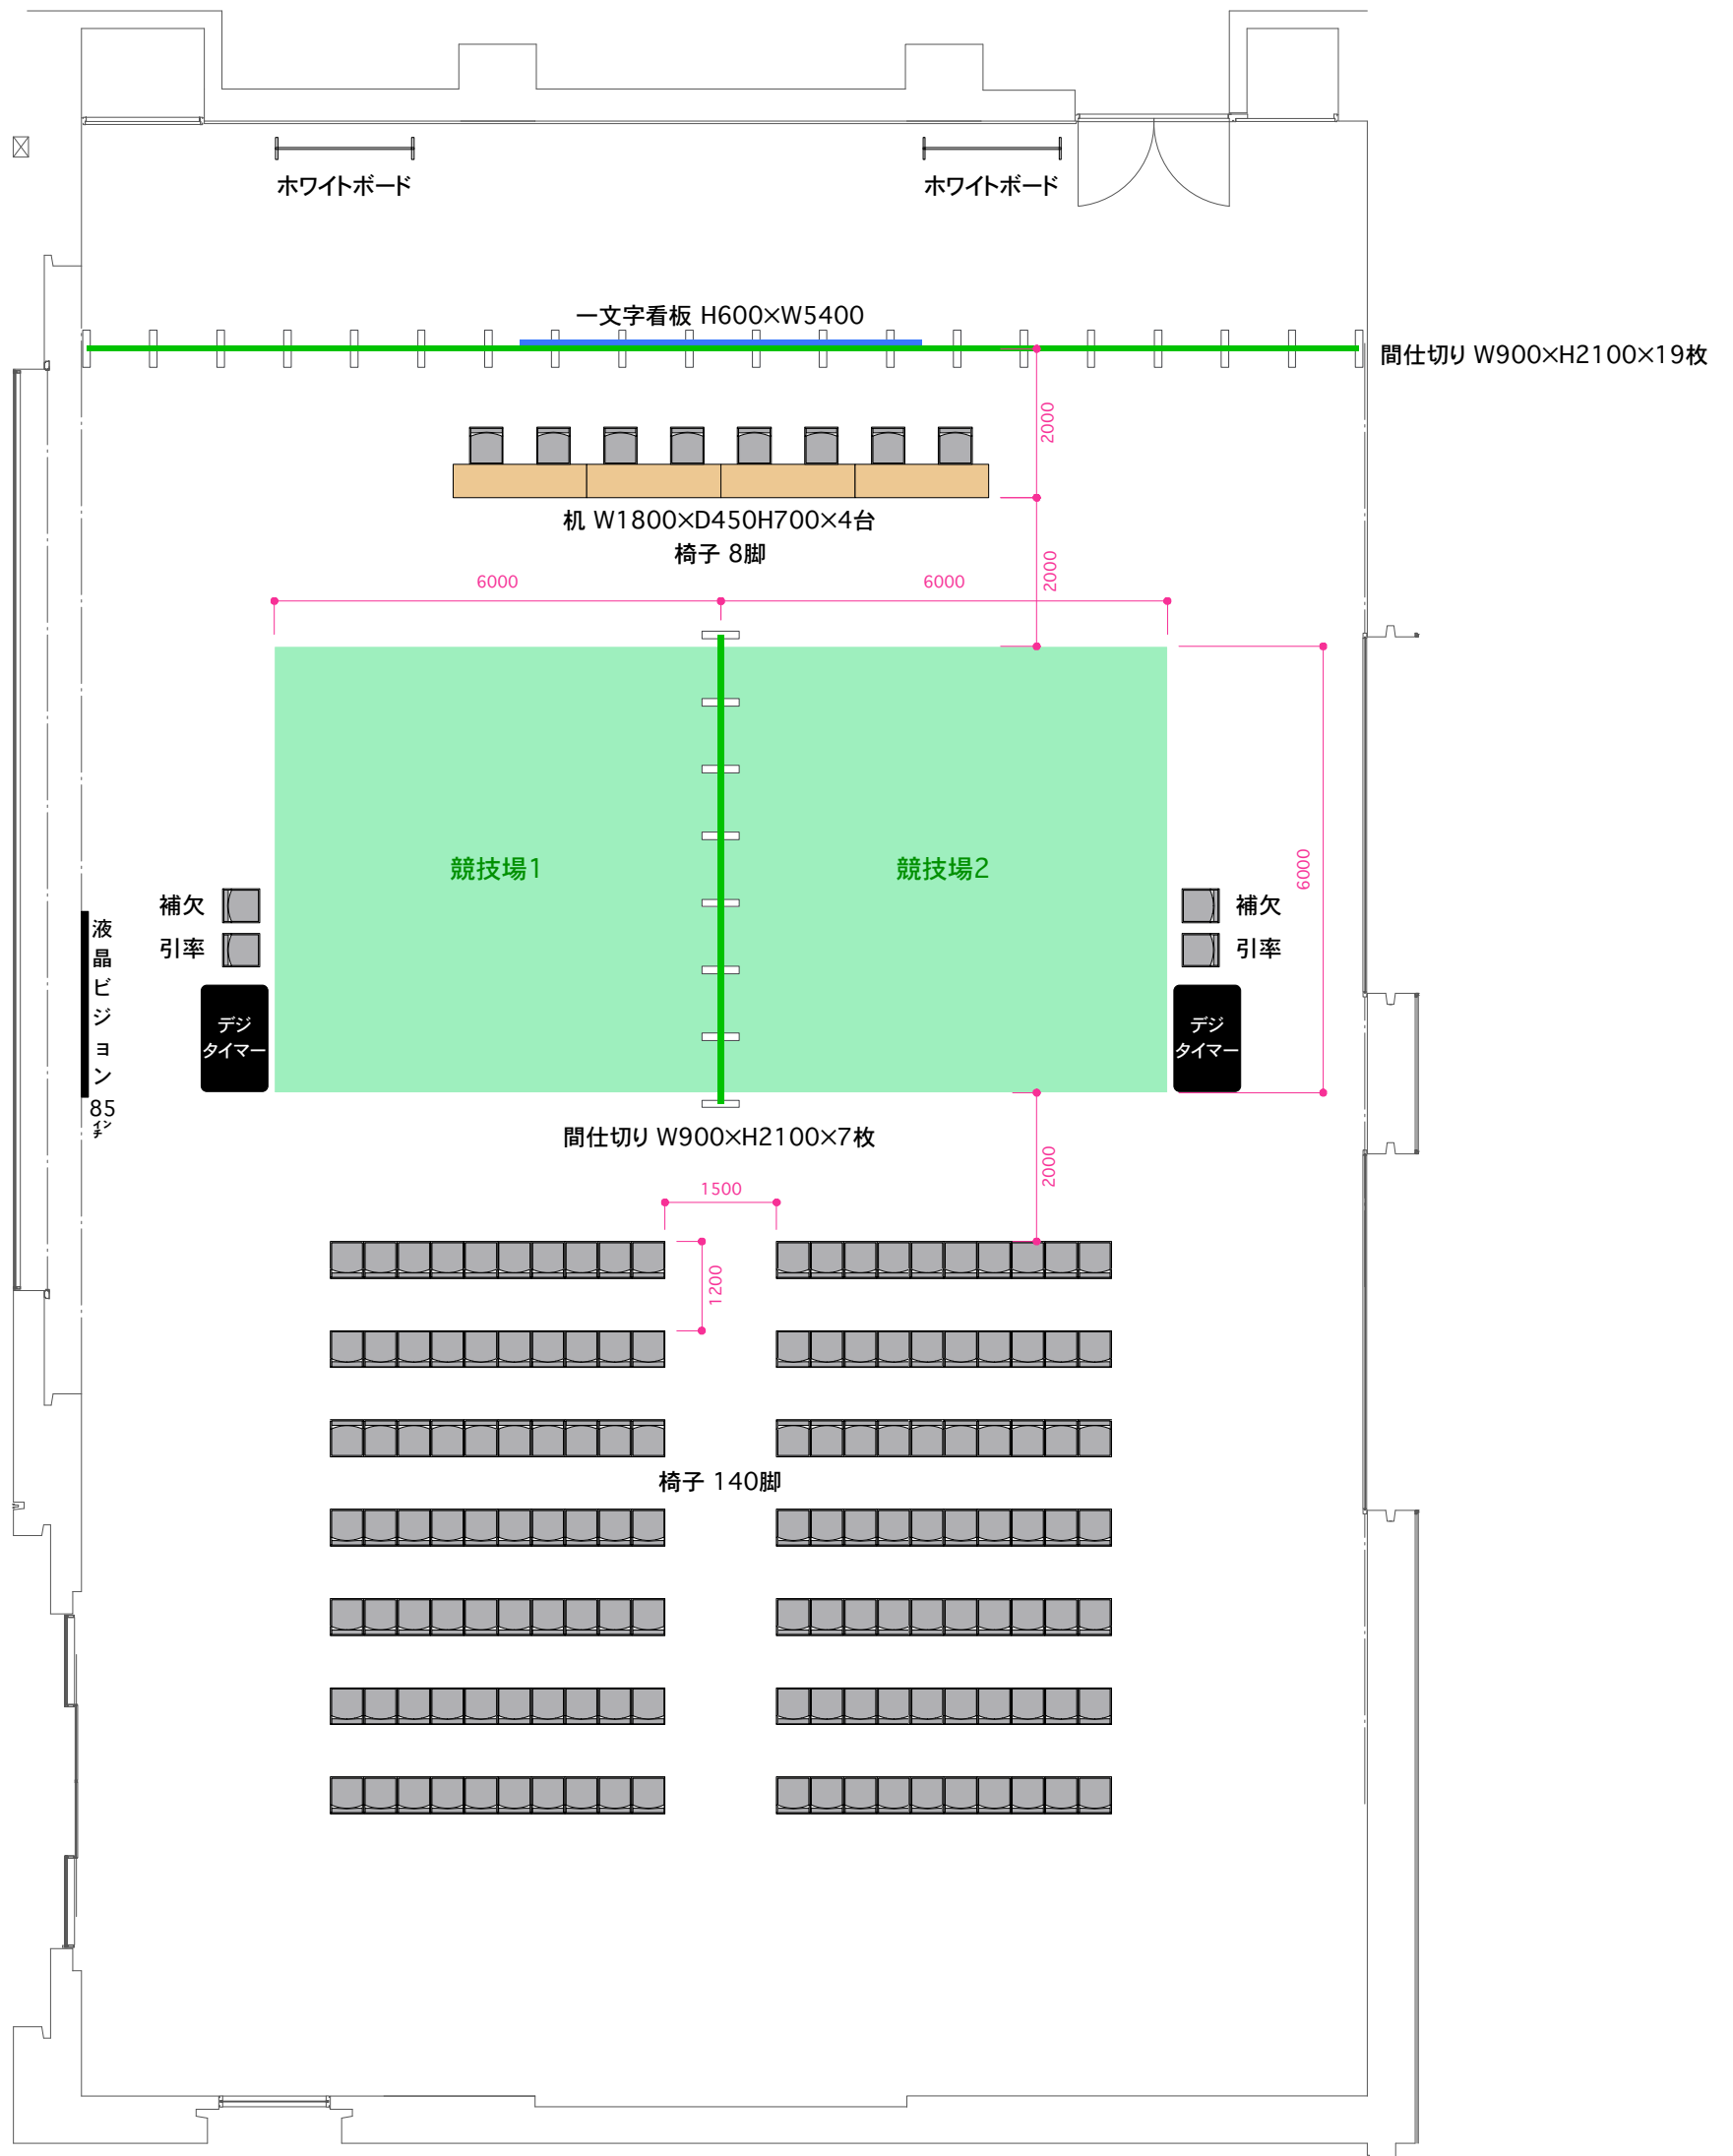 ホワイトボード
ホワイトボード
一文字看板 H600×W5400
間仕切り W900×H2100×19枚
2000
机 W1800×D450H700×4台
椅子 8脚
2000
6000
6000
競技場1
競技場2
6000
補欠
引率
補欠
引率
液晶ビジョン
85
インチ
デジ
タイマー
デジ
タイマー
間仕切り W900×H2100×7枚
2000
1500
1200
椅子 140脚